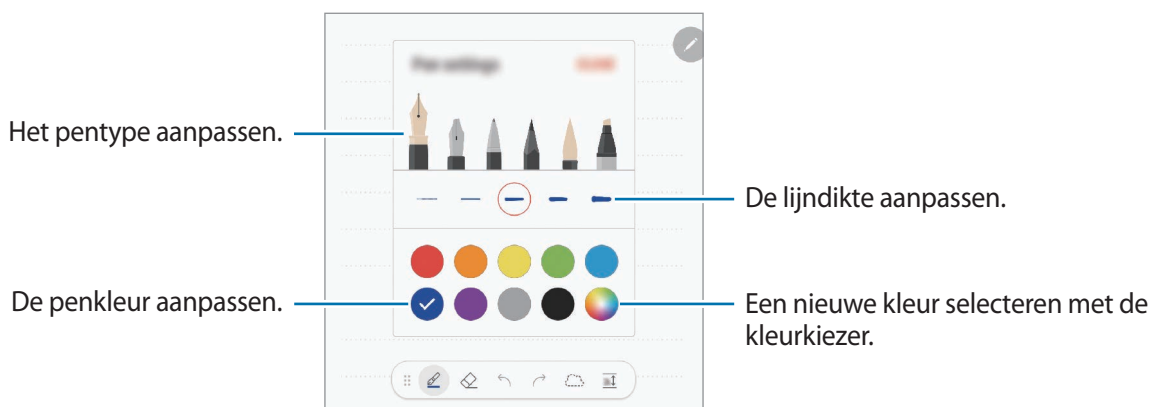 Het pentype aanpassen.
De lijndikte aanpassen.
De penkleur aanpassen.
Een nieuwe kleur selecteren met de
kleurkiezer.